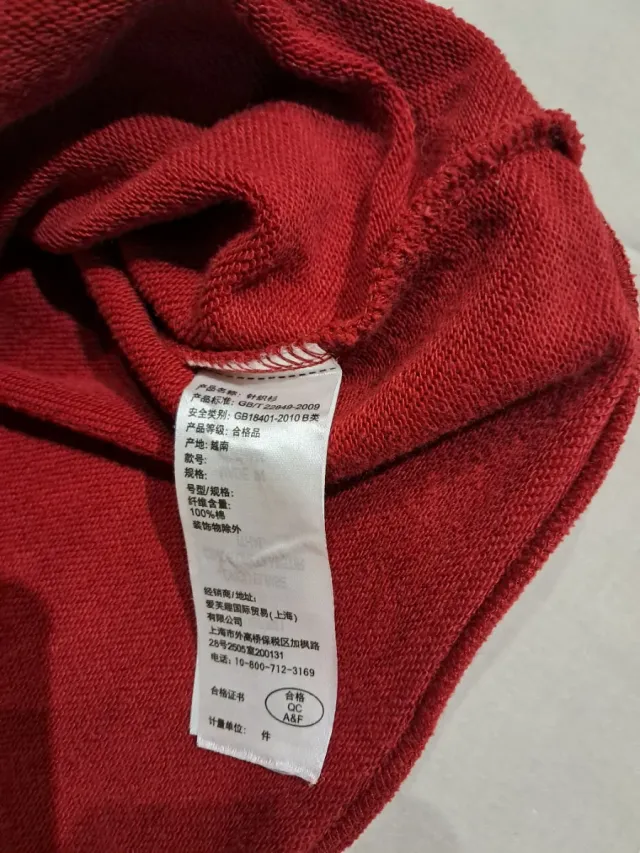 产品名称: 针织衫
产品标准: GB/T 22849-2009
安全类别: GB18401-2010 B类
产品等级: 合格品
产地: 越南
款号:
规格:
号型/规格:
纤维含量:
100%棉
装饰物除外
经销商/地址:
爱芙趣国际贸易(上海)
有限公司
上海市外高桥保税区加枫路
28号2505室200131
电话: 10-800-712-3169
合格证书
合格
QC
A&F
计量单位: 件